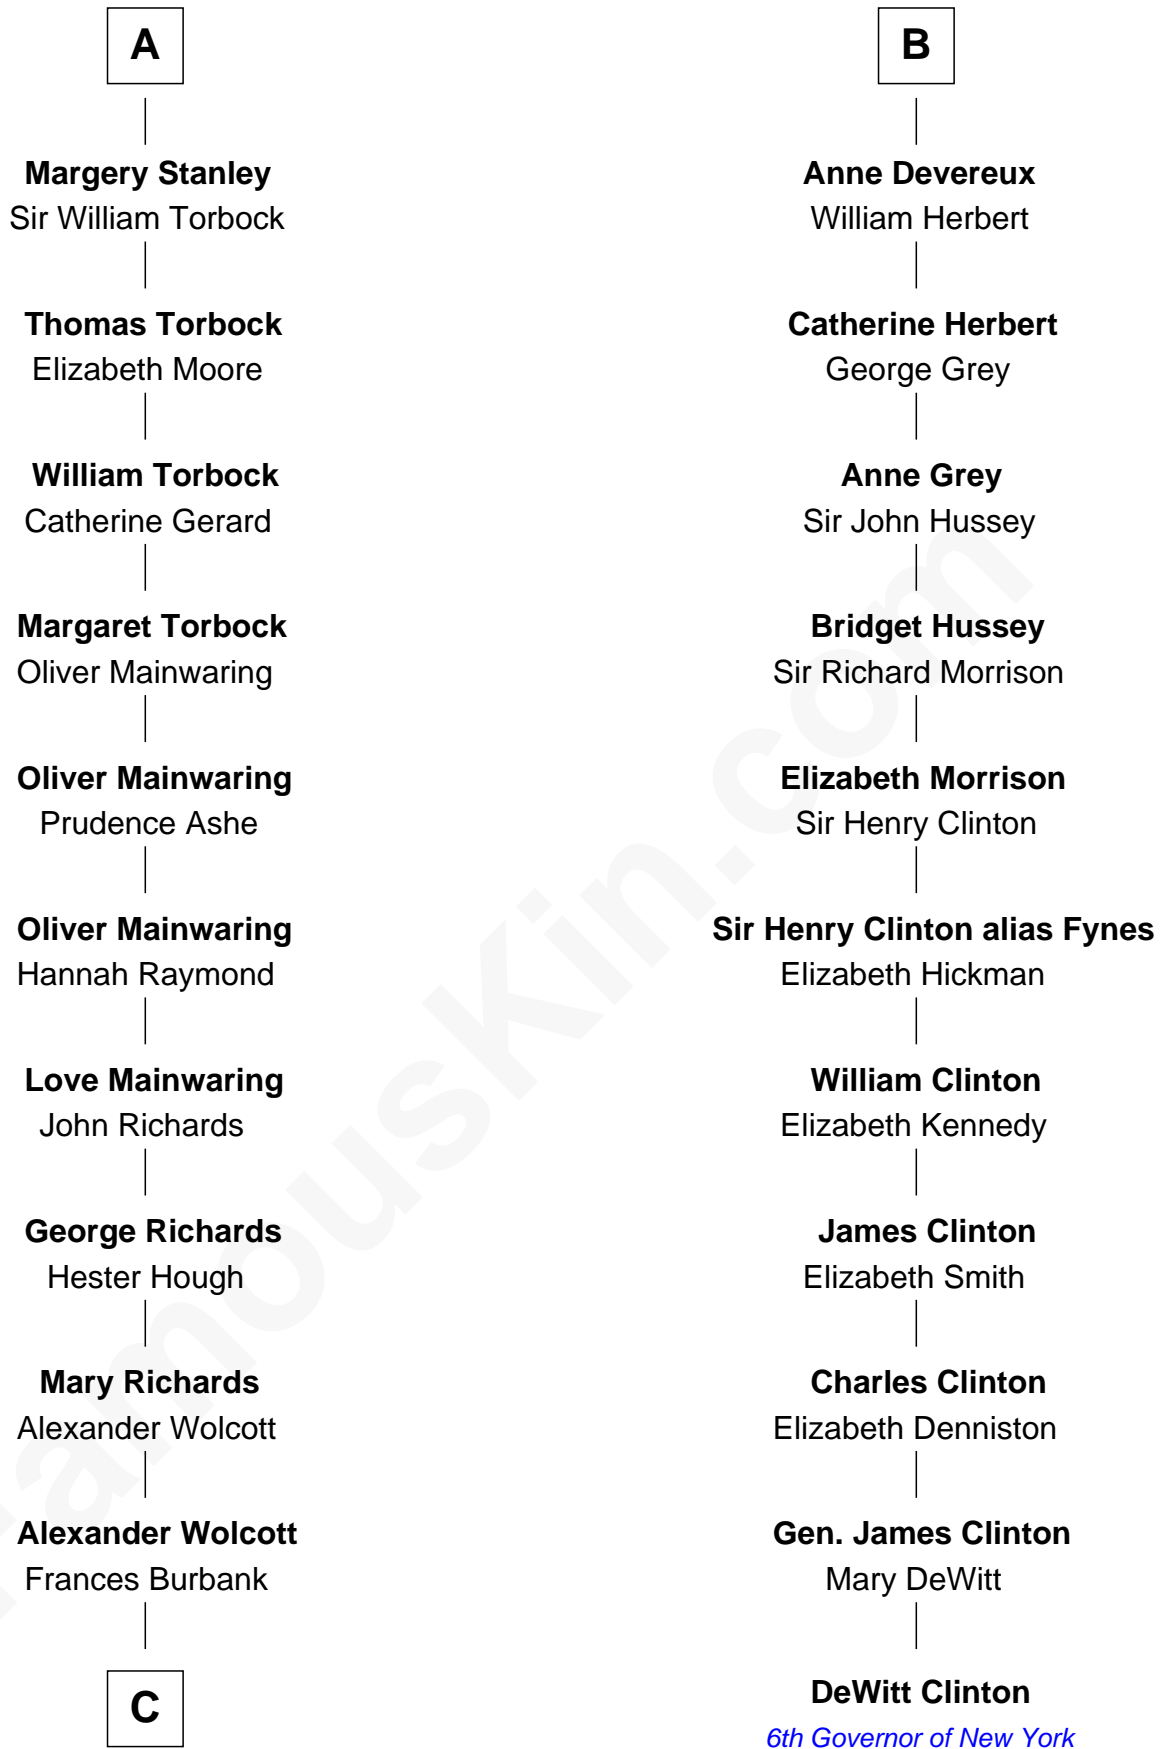 A
Margery Stanley
Sir William Torbock
Thomas Torbock
Elizabeth Moore
William Torbock
Catherine Gerard
Margaret Torbock
Oliver Mainwaring
Oliver Mainwaring
Prudence Ashe
Oliver Mainwaring
Hannah Raymond
Love Mainwaring
John Richards
George Richards
Hester Hough
Mary Richards
Alexander Wolcott
Alexander Wolcott
Frances Burbank
C
B
Anne Devereux
William Herbert
Catherine Herbert
George Grey
Anne Grey
Sir John Hussey
Bridget Hussey
Sir Richard Morrison
Elizabeth Morrison
Sir Henry Clinton
Sir Henry Clinton alias Fynes
Elizabeth Hickman
William Clinton
Elizabeth Kennedy
James Clinton
Elizabeth Smith
Charles Clinton
Elizabeth Denniston
Gen. James Clinton
Mary DeWitt
DeWitt Clinton
6th Governor of New York
FamousKin.com